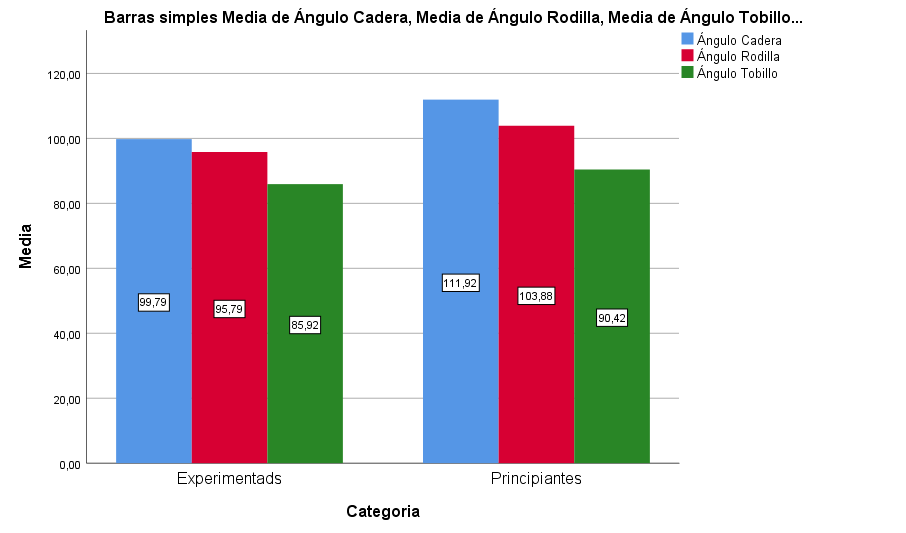 Barras simples Media de Ángulo Cadera, Media de Ángulo Rodilla, Media de Ángulo Tobillo...
Ángulo Cadera
Ángulo Rodilla
Ángulo Tobillo
120,00
100,00
80,00
60,00
40,00
20,00
0,00
Media
99,79
95,79
85,92
111,92
103,88
90,42
Experimentads
Principiantes
Categoria